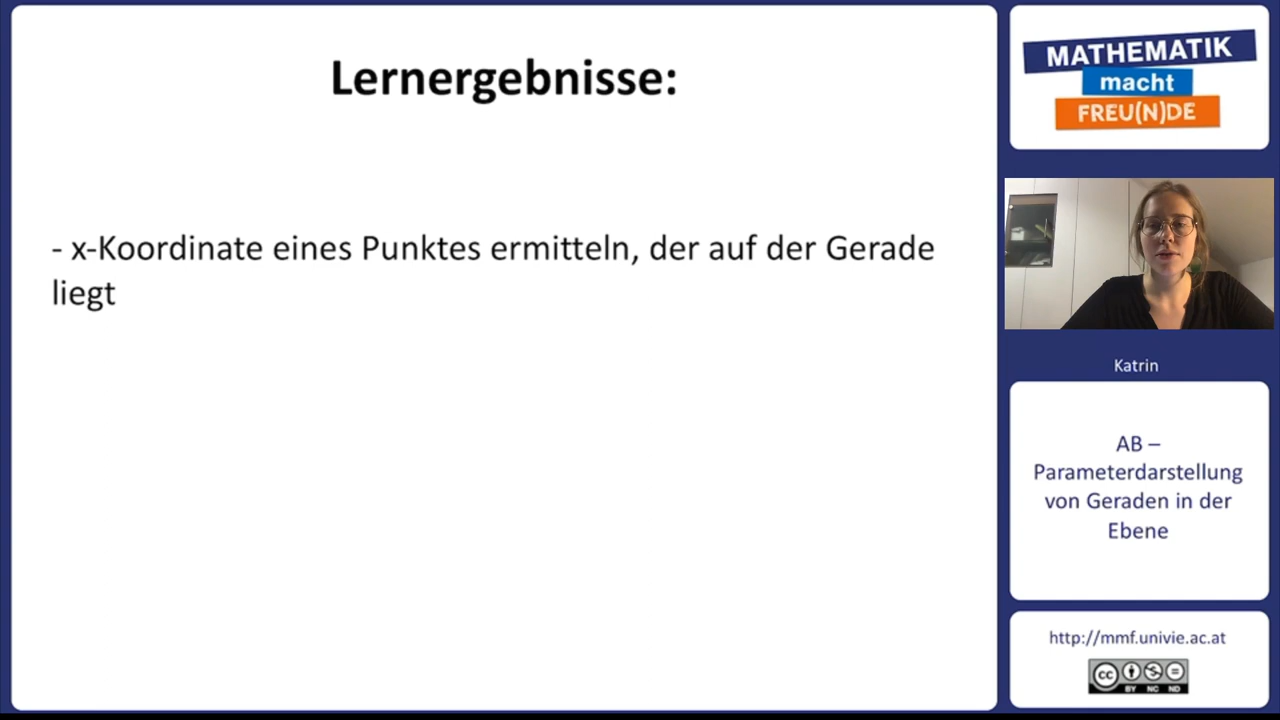 Lernergebnisse:
- x-Koordinate eines Punktes ermitteln, der auf der Gerade
liegt
MATHEMATIK
macht
FREU(N)DE
Katrin
AB –
Parameterdarstellung
von Geraden in der
Ebene
http://mmf.univie.ac.at
cc
BY NC ND